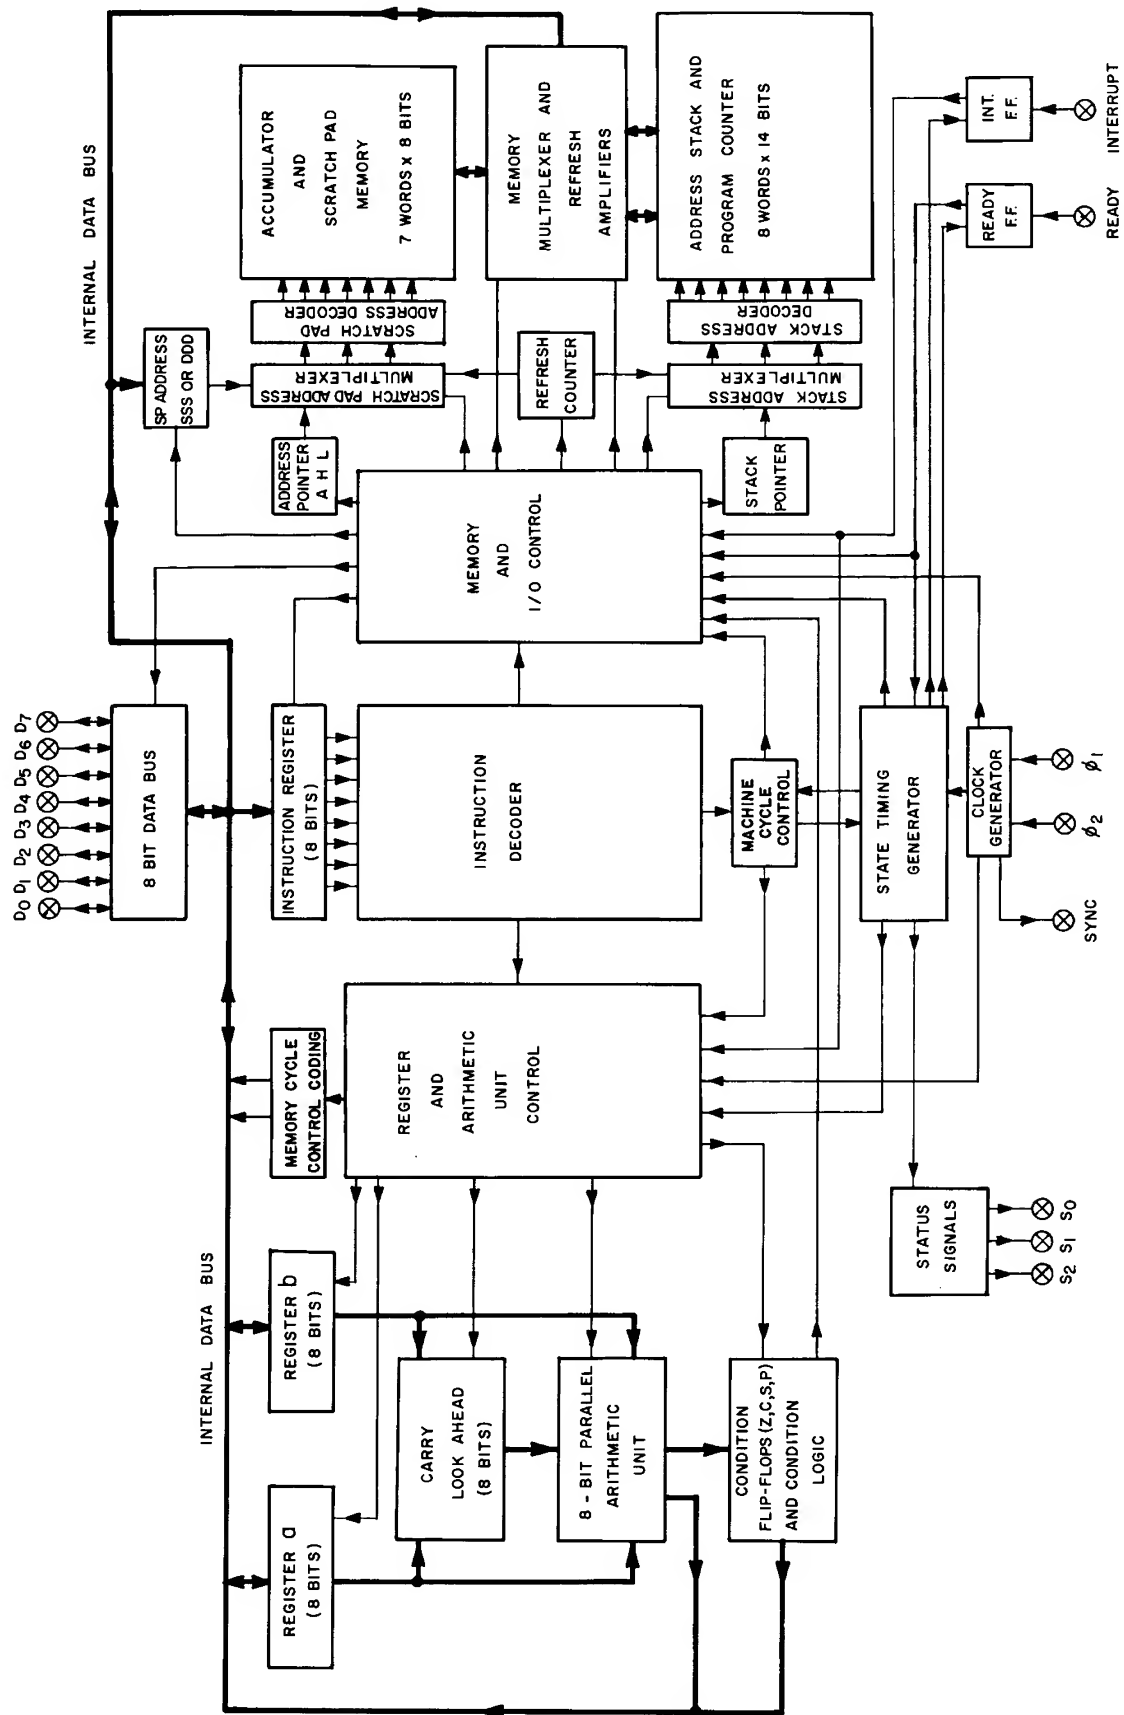 INTERNAL DATA BUS
D0 D1 D2 D3 D4 D5 D6 D7
8 BIT DATA BUS
INTERNAL DATA BUS
REGISTER a
(8 BITS)
REGISTER b
(8 BITS)
MEMORY CYCLE
CONTROL CODING
INSTRUCTION REGISTER
(8 BITS)
SP ADDRESS
SSS OR DDD
ADDRESS
POINTER
A H L
SCRATCH PAD ADDRESS
MULTIPLEXER
SCRATCH PAD
ADDRESS DECODER
ACCUMULATOR
AND
SCRATCH PAD
MEMORY
7 WORDS x 8 BITS
CARRY
LOOK AHEAD
(8 BITS)
REGISTER
AND
ARITHMETIC
UNIT
CONTROL
INSTRUCTION
DECODER
MEMORY
AND
I/O CONTROL
REFRESH
COUNTER
MEMORY
MULTIPLEXER AND
REFRESH
AMPLIFIERS
8 - BIT PARALLEL
ARITHMETIC
UNIT
STACK
POINTER
STACK ADDRESS
MULTIPLEXER
STACK ADDRESS
DECODER
ADDRESS STACK AND
PROGRAM COUNTER
8 WORDS x 14 BITS
CONDITION
FLIP-FLOPS (Z,C,S,P)
AND CONDITION
LOGIC
MACHINE
CYCLE
CONTROL
STATE TIMING
GENERATOR
STATUS
SIGNALS
S2 S1 S0
CLOCK
GENERATOR
SYNC
ϕ2
ϕ1
READY
F.F.
INT.
F.F.
READY
INTERRUPT